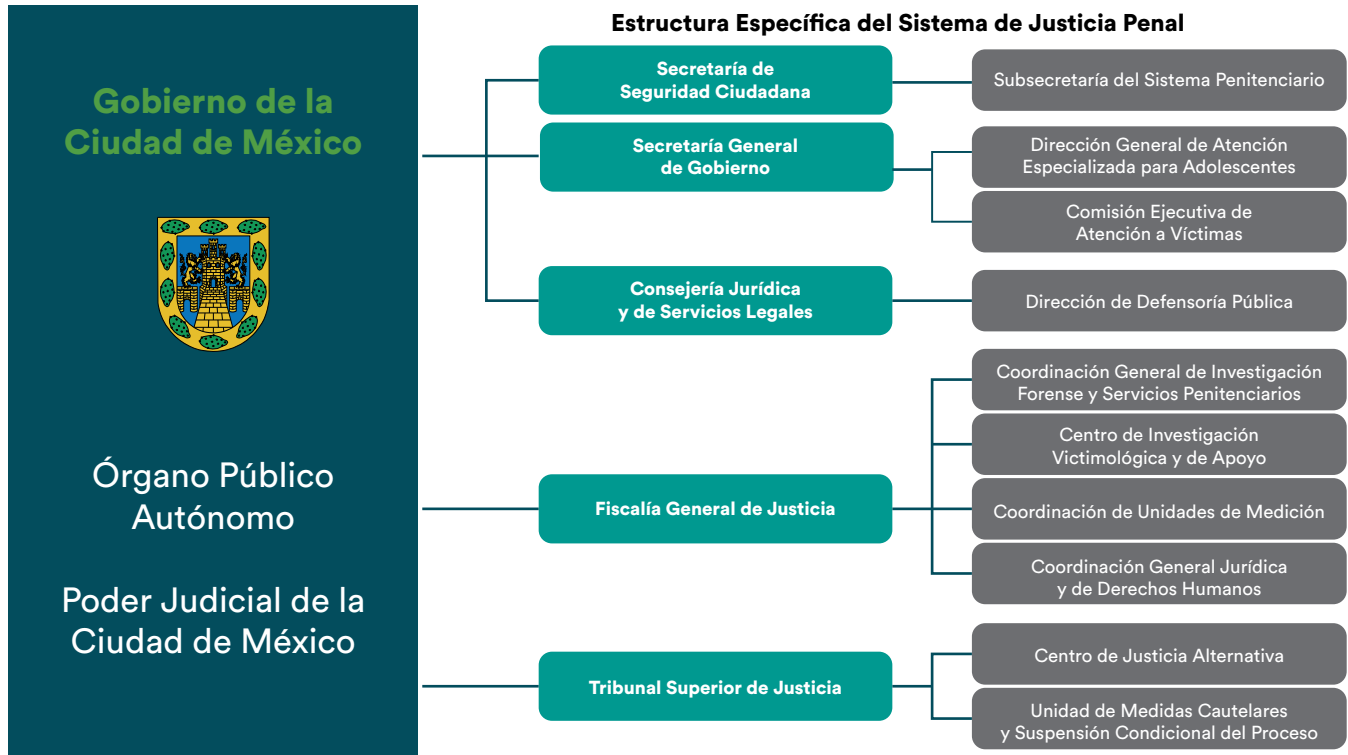 Estructura Específica del Sistema de Justicia Penal
Gobierno de la
Ciudad de México
Órgano Público
Autónomo
Poder Judicial de la
Ciudad de México
Secretaría de
Seguridad Ciudadana
Subsecretaría del Sistema Penitenciario
Secretaría General
de Gobierno
Dirección General de Atención
Especializada para Adolescentes
Comisión Ejecutiva de
Atención a Víctimas
Consejería Jurídica
y de Servicios Legales
Dirección de Defensoría Pública
Fiscalía General de Justicia
Coordinación General de Investigación
Forense y Servicios Penitenciarios
Centro de Investigación
Victimológica y de Apoyo
Coordinación de Unidades de Medición
Coordinación General Jurídica
y de Derechos Humanos
Tribunal Superior de Justicia
Centro de Justicia Alternativa
Unidad de Medidas Cautelares
y Suspensión Condicional del Proceso